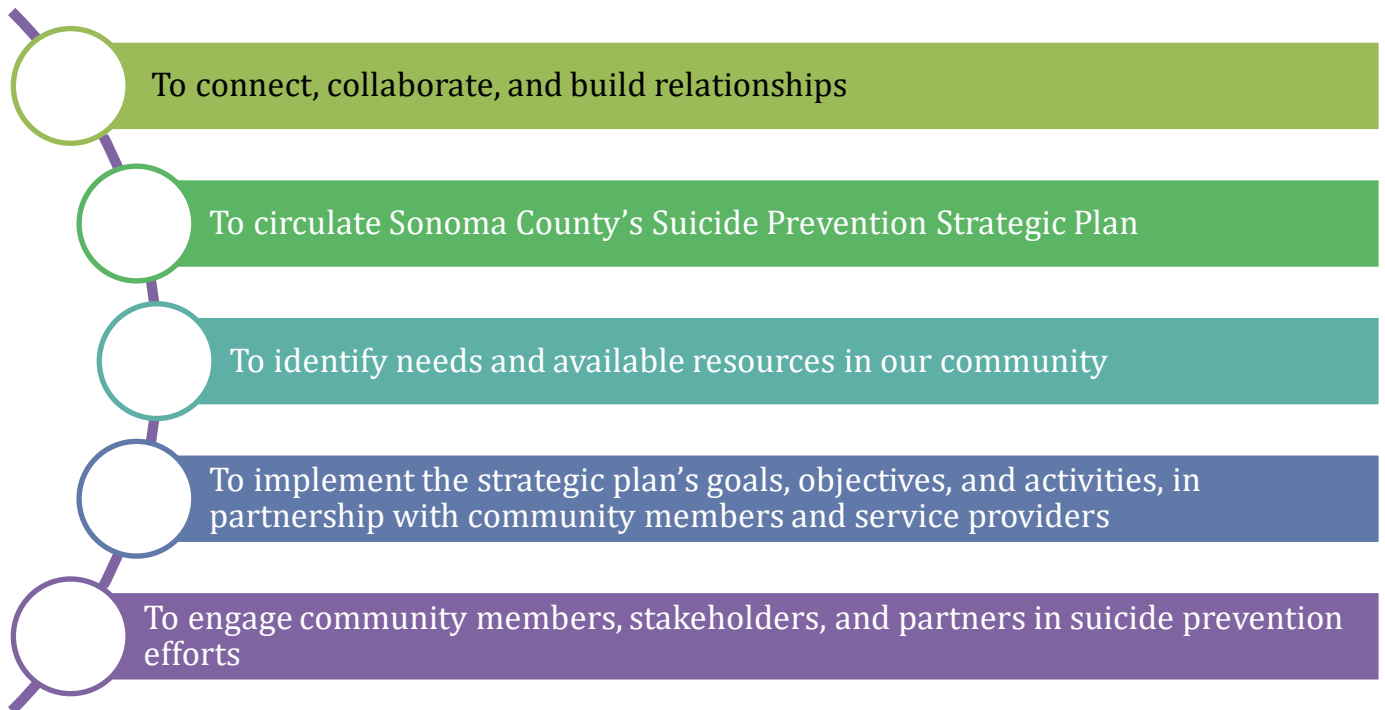 To connect, collaborate, and build relationships
To circulate Sonoma County’s Suicide Prevention Strategic Plan
To identify needs and available resources in our community
To implement the strategic plan’s goals, objectives, and activities, in
partnership with community members and service providers
To engage community members, stakeholders, and partners in suicide prevention
efforts